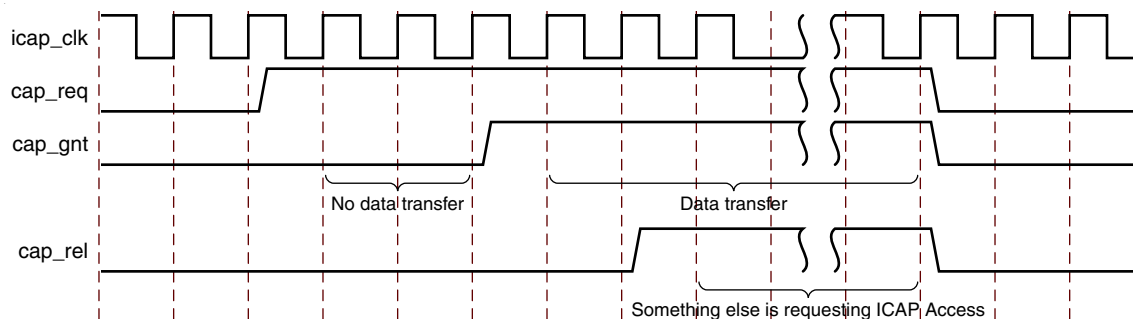 icap_clk
cap_req
cap_gnt
No data transfer
Data transfer
cap_rel
Something else is requesting ICAP Access